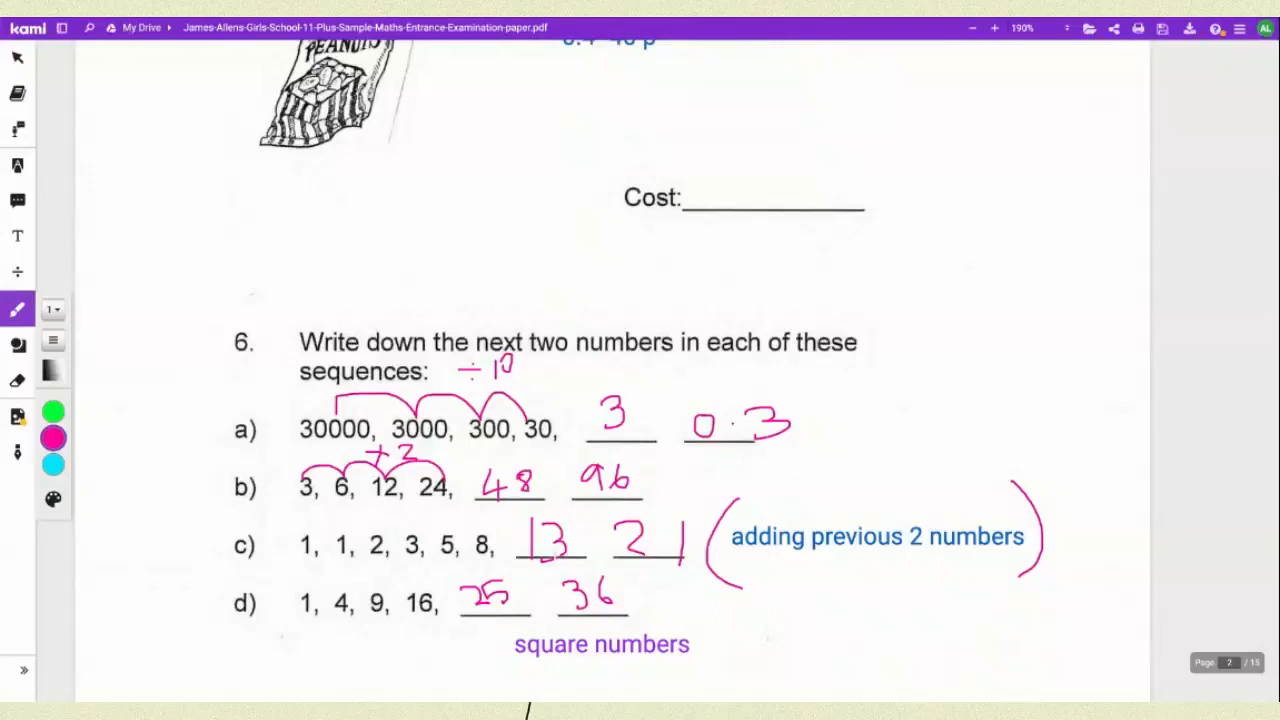 kami My Drive James-Allens-Girls-School-11-Plus-Sample-Maths-Entrance-Examination-paper.pdf 190% AL
PEANUTS
Cost:
6. Write down the next two numbers in each of these
sequences: ÷ 10
a) 30000, 3000, 300, 30, 3 0.3
b) 3, 6, 12, 24, 48 96
c) 1, 1, 2, 3, 5, 8, 13 21 (adding previous 2 numbers)
d) 1, 4, 9, 16, 25 36
square numbers
Page 2 / 15